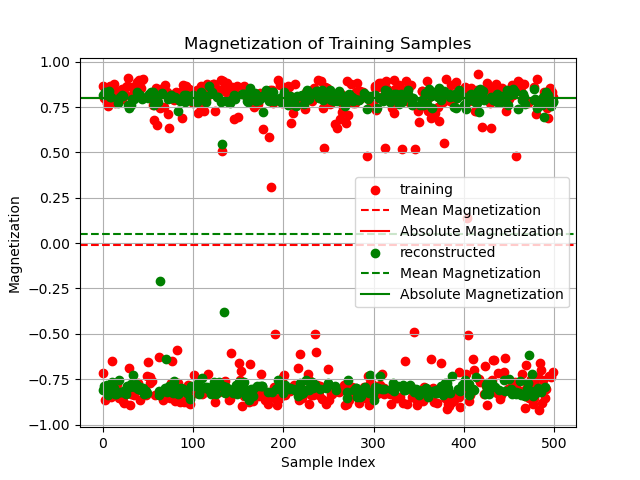 Magnetization of Training Samples
1.00
0.75
0.50
0.25
0.00
−0.25
−0.50
−0.75
−1.00
Magnetization
training
Mean Magnetization
Absolute Magnetization
reconstructed
Mean Magnetization
Absolute Magnetization
0 100 200 300 400 500
Sample Index